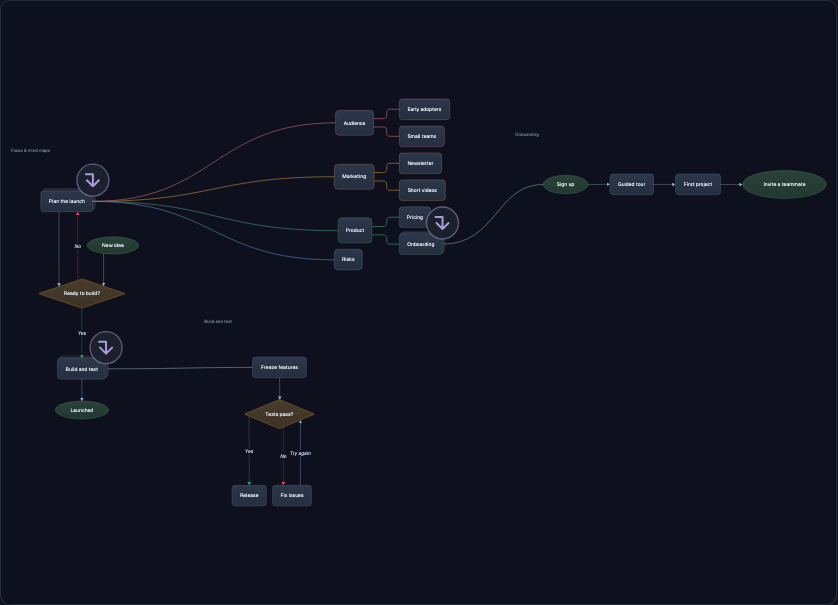 Flows & mind maps
Plan the launch
No
New idea
Ready to build?
Yes
Build and test
Launched
Audience
Early adopters
Small teams
Marketing
Newsletter
Short videos
Product
Pricing
Onboarding
Risks
Onboarding
Sign up
Guided tour
First project
Invite a teammate
Build and test
Freeze features
Tests pass?
Yes
No
Try again
Release
Fix issues